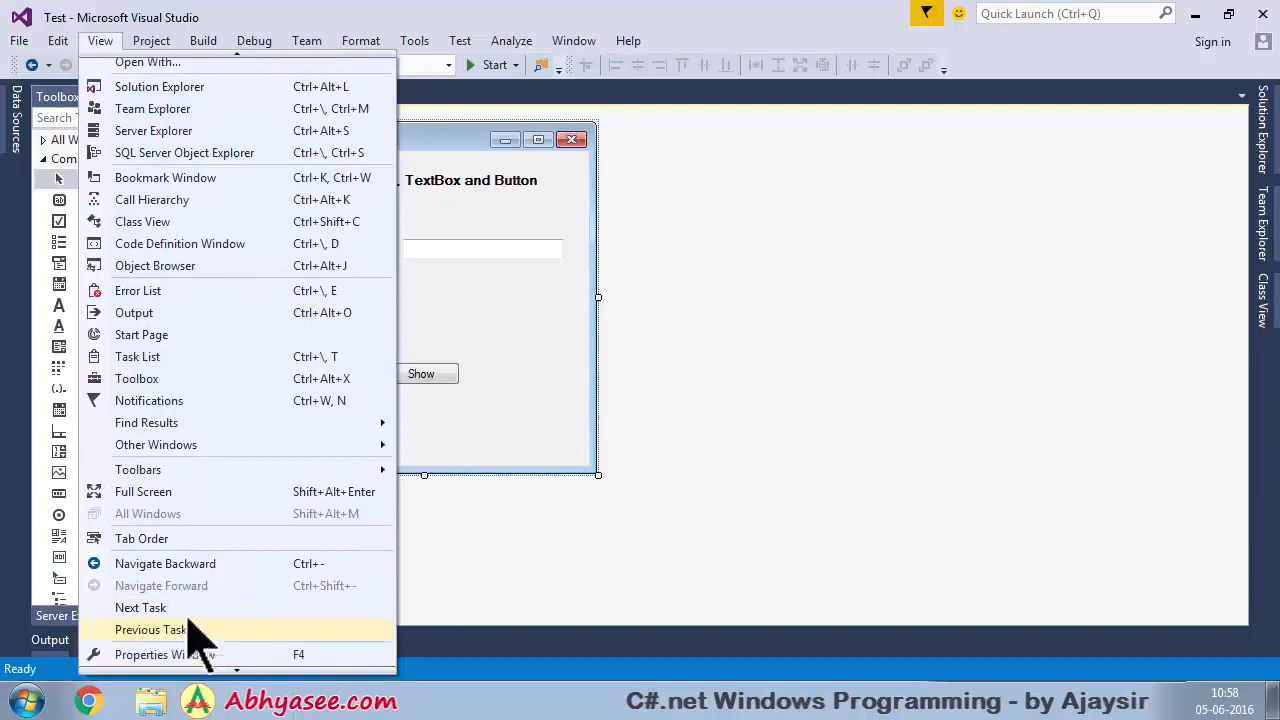 Test - Microsoft Visual Studio
Quick Launch (Ctrl+Q)
File Edit View Project Build Debug Team Format Tools Test Analyze Window Help
Sign in
Start
Open With...
Data Sources
Toolbox
Search T
All W
Com
Solution Explorer Ctrl+Alt+L
Team Explorer Ctrl+\, Ctrl+M
Server Explorer Ctrl+Alt+S
SQL Server Object Explorer Ctrl+\, Ctrl+S
Bookmark Window Ctrl+K, Ctrl+W
Call Hierarchy Ctrl+Alt+K
Class View Ctrl+Shift+C
Code Definition Window Ctrl+\, D
Object Browser Ctrl+Alt+J
Error List Ctrl+\, E
Output Ctrl+Alt+O
Start Page
Task List Ctrl+\, T
Toolbox Ctrl+Alt+X
Notifications Ctrl+W, N
Find Results
Other Windows
Toolbars
Full Screen Shift+Alt+Enter
All Windows Shift+Alt+M
Tab Order
Navigate Backward Ctrl+-
Navigate Forward Ctrl+Shift+-
Next Task
Previous Task
Properties F4
, TextBox and Button
Show
Solution Explorer
Team Explorer
Class View
Server Ex
Output
Ready
Abhyasee.com
C#.net Windows Programming - by Ajaysir
10:58
05-06-2016